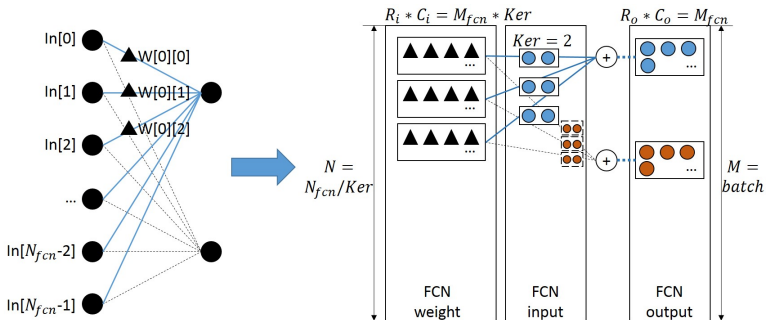 In[0]
W[0][0]
In[1]
W[0][1]
In[2]
W[0][2]
...
In[N_fcn-2]
In[N_fcn-1]
R_i * C_i = M_fcn * Ker
R_o * C_o = M_fcn
Ker = 2
...
...
...
+
+
...
...
N =
N_fcn/Ker
M =
batch
FCN
weight
FCN
input
FCN
output